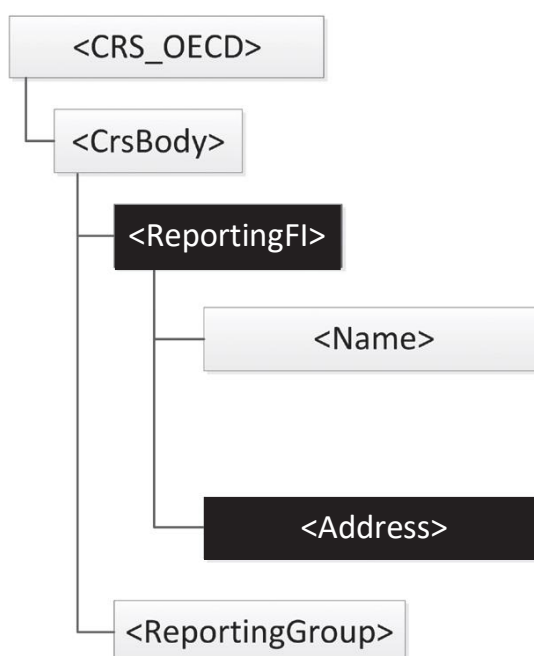 <CRS_OECD>
<CrsBody>
<ReportingFI>
<Name>
<Address>
<ReportingGroup>